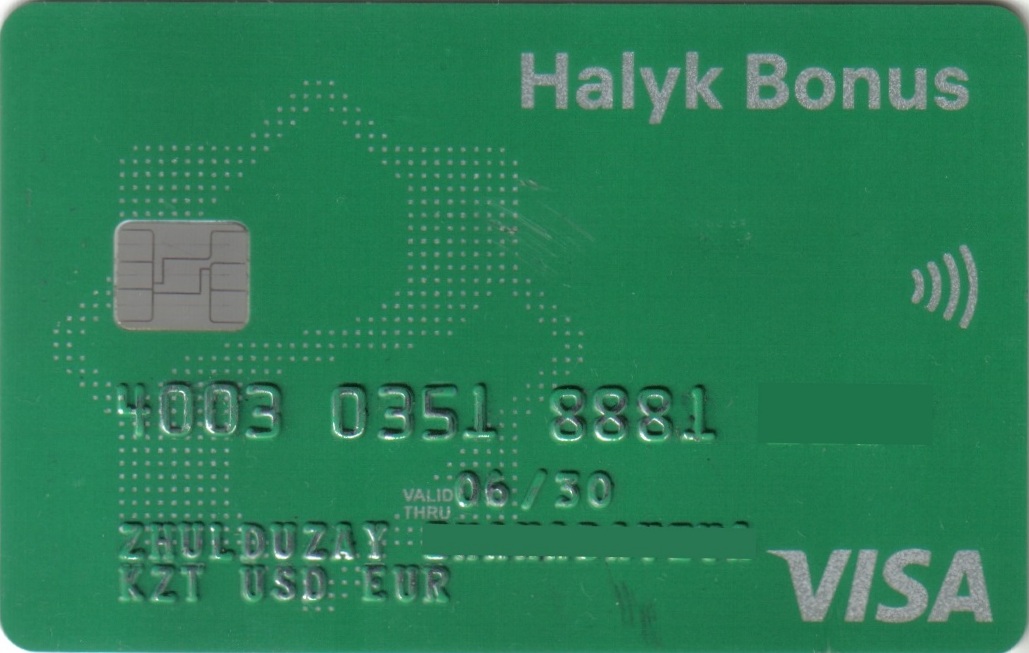 Halyk Bonus
4003 0351 8881
VALID THRU 06/30
ZHULDUZAY
KZT USD EUR
VISA